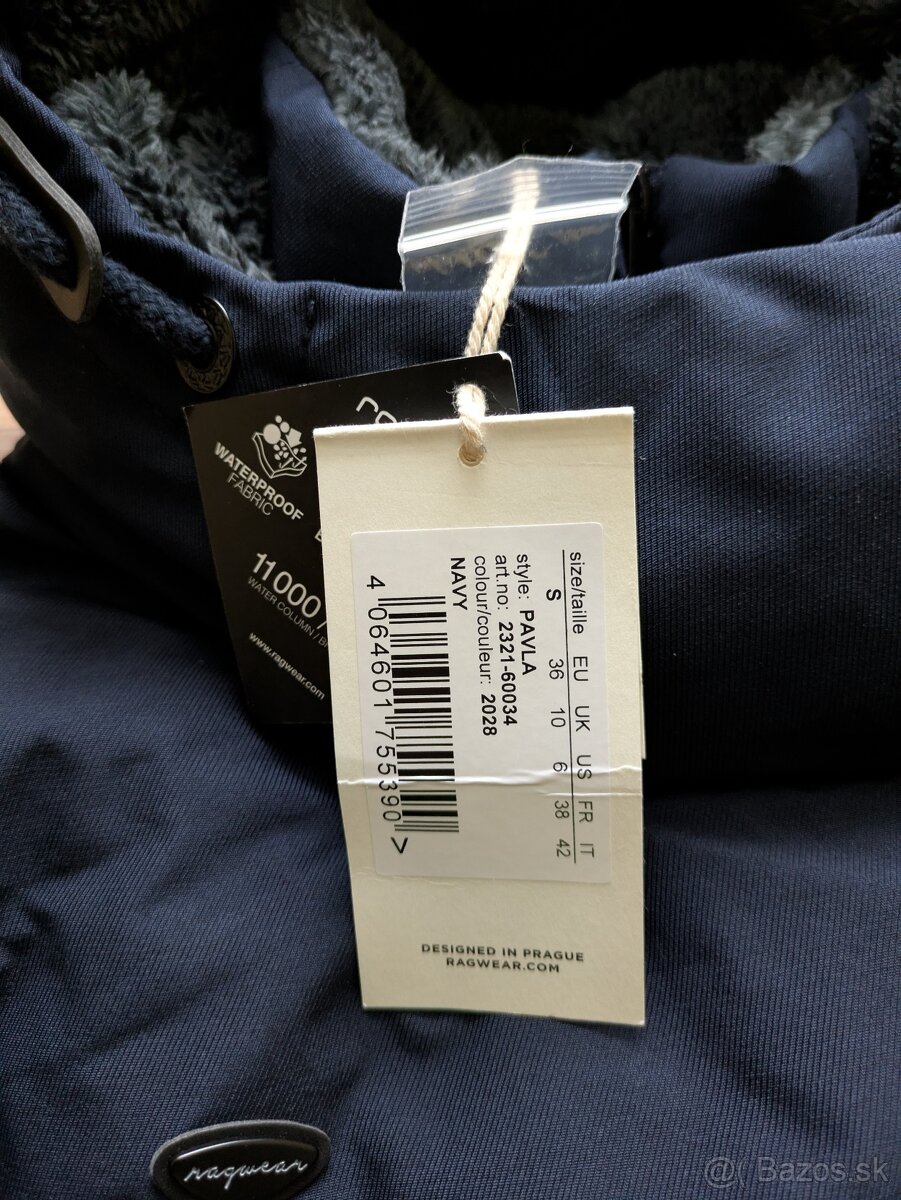 WATERPROOF
FABRIC
11000/
WATER COLUMN/
www.ragwear.com
size/taille EU UK US FR IT
S 36 10 6 38 42
style: PAVLA
art.no: 2321-60034
colour/couleur: 2028
NAVY
4 064601 755390 >
DESIGNED IN PRAGUE
RAGWEAR.COM
ragwear
@( Bazos.sk